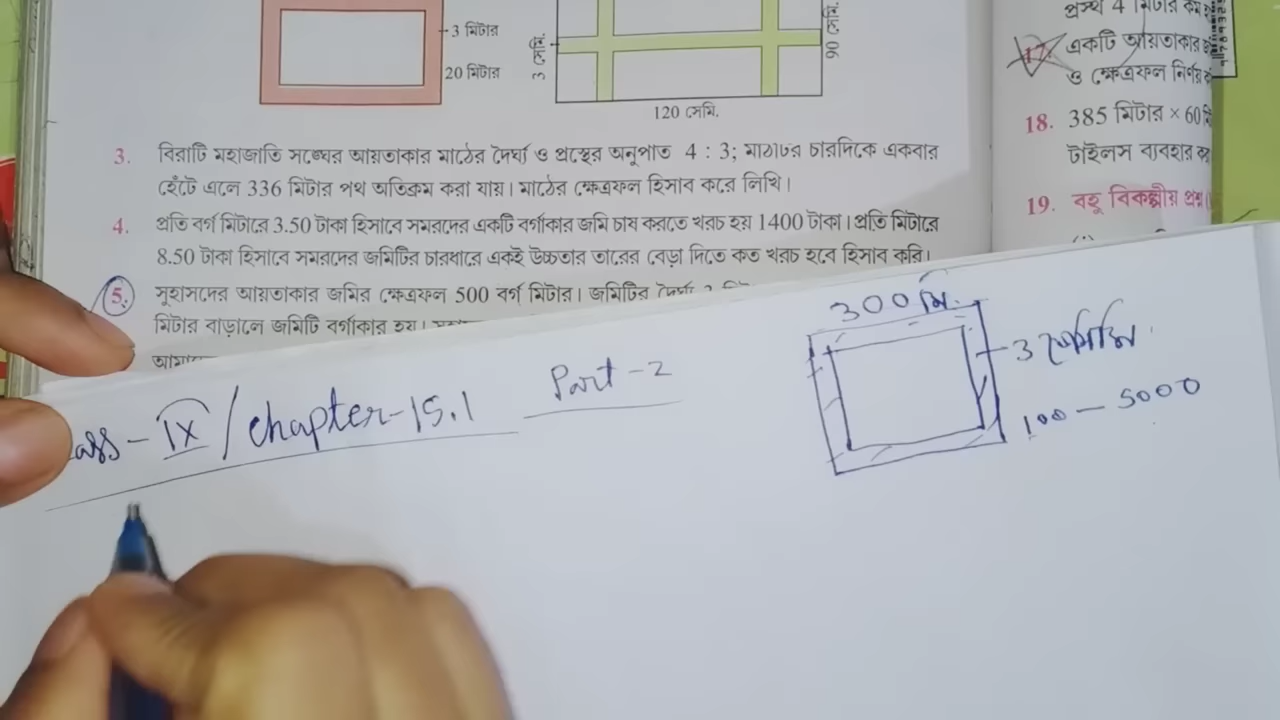 3 মিটার
20 মিটার
3 সেমি.
90 সেমি.
120 সেমি.
3. বিরাটি মহাজাতি সঙ্ঘের আয়তাকার মাঠের দৈর্ঘ্য ও প্রস্থের অনুপাত 4 : 3; মাঠটির চারদিকে একবার
হেঁটে এলে 336 মিটার পথ অতিক্রম করা যায়। মাঠের ক্ষেত্রফল হিসাব করে লিখি।
4. প্রতি বর্গ মিটারে 3.50 টাকা হিসাবে সমরদের একটি বর্গাকার জমি চাষ করতে খরচ হয় 1400 টাকা। প্রতি মিটারে
8.50 টাকা হিসাবে সমরদের জমিটির চারধারে একই উচ্চতার তারের বেড়া দিতে কত খরচ হবে হিসাব করি।
5. সুহাসদের আয়তাকার জমির ক্ষেত্রফল 500 বর্গ মিটার। জমিটির দৈর্ঘ্য 3 মি
মিটার বাড়ালে জমিটি বর্গাকার হয়।
প্রস্থ 4 মিটার কম
17. একটি আয়তাকার
ও ক্ষেত্রফল নির্ণয়
18. 385 মিটার × 60
টাইলস ব্যবহার
19. বহু বিকল্পীয় প্রশ্ন
ass - IX / chapter-15.1 Part-2
300 মি.
3 সেমি
100 - 5000